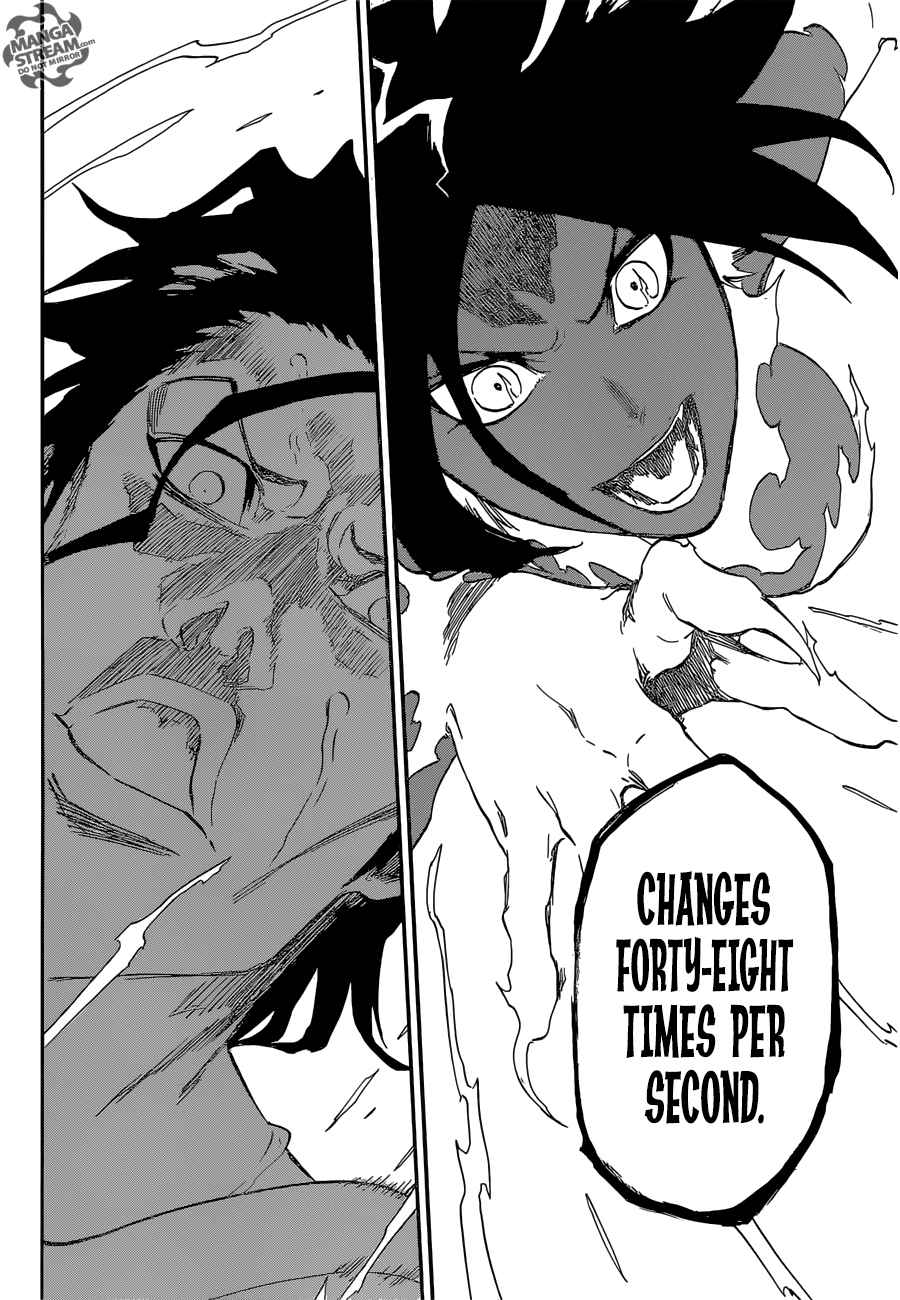 MANGA
STREAM.com
DO NOT MIRROR
CHANGES
FORTY-EIGHT
TIMES PER
SECOND.